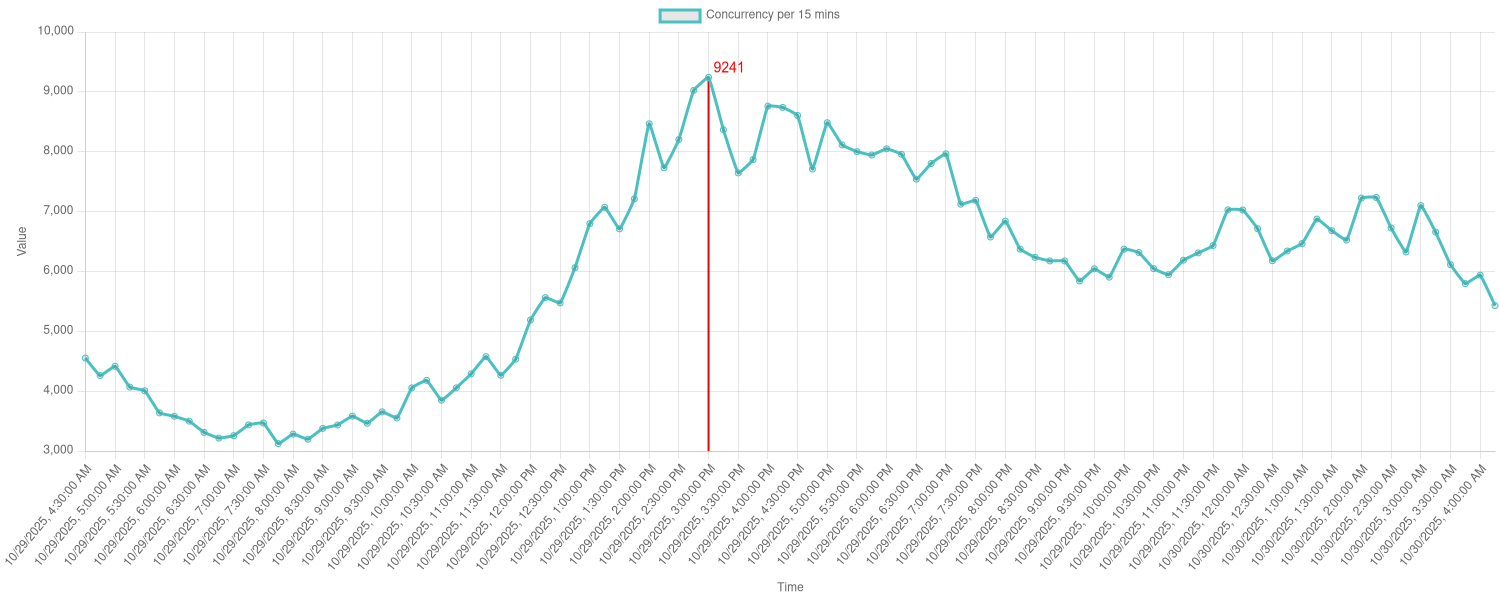 Concurrency per 15 mins
10,000
9,000
8,000
7,000
6,000
5,000
4,000
3,000
Value
9241
10/29/2025, 4:30:00 AM
10/29/2025, 5:00:00 AM
10/29/2025, 5:30:00 AM
10/29/2025, 6:00:00 AM
10/29/2025, 6:30:00 AM
10/29/2025, 7:00:00 AM
10/29/2025, 7:30:00 AM
10/29/2025, 8:00:00 AM
10/29/2025, 8:30:00 AM
10/29/2025, 9:00:00 AM
10/29/2025, 9:30:00 AM
10/29/2025, 10:00:00 AM
10/29/2025, 10:30:00 AM
10/29/2025, 11:00:00 AM
10/29/2025, 11:30:00 AM
10/29/2025, 12:00:00 PM
10/29/2025, 12:30:00 PM
10/29/2025, 1:00:00 PM
10/29/2025, 1:30:00 PM
10/29/2025, 2:00:00 PM
10/29/2025, 2:30:00 PM
10/29/2025, 3:00:00 PM
10/29/2025, 3:30:00 PM
10/29/2025, 4:00:00 PM
10/29/2025, 4:30:00 PM
10/29/2025, 5:00:00 PM
10/29/2025, 5:30:00 PM
10/29/2025, 6:00:00 PM
10/29/2025, 6:30:00 PM
10/29/2025, 7:00:00 PM
10/29/2025, 7:30:00 PM
10/29/2025, 8:00:00 PM
10/29/2025, 8:30:00 PM
10/29/2025, 9:00:00 PM
10/29/2025, 9:30:00 PM
10/29/2025, 10:00:00 PM
10/29/2025, 10:30:00 PM
10/29/2025, 11:00:00 PM
10/29/2025, 11:30:00 PM
10/30/2025, 12:00:00 AM
10/30/2025, 12:30:00 AM
10/30/2025, 1:00:00 AM
10/30/2025, 1:30:00 AM
10/30/2025, 2:00:00 AM
10/30/2025, 2:30:00 AM
10/30/2025, 3:00:00 AM
10/30/2025, 3:30:00 AM
10/30/2025, 4:00:00 AM
Time